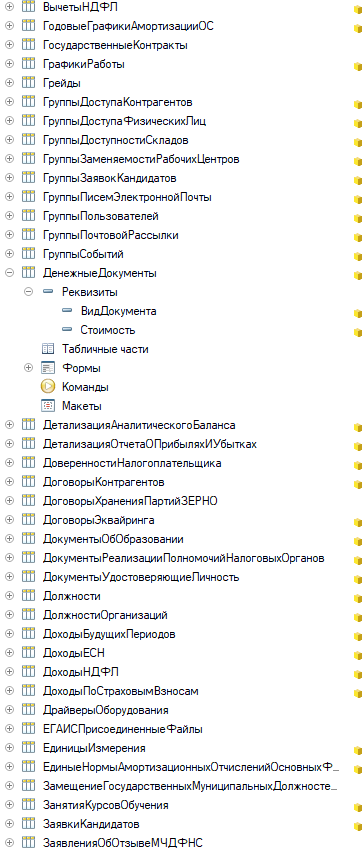 ВычетыНДФЛ
ГодовыеГрафикиАмортизацииОС
ГосударственныеКонтракты
ГрафикиРаботы
Грейды
ГруппыДоступаКонтрагентов
ГруппыДоступаФизическихЛиц
ГруппыДоступностиСкладов
ГруппыЗаменяемостиРабочихЦентров
ГруппыЗаявокКандидатов
ГруппыПисемЭлектроннойПочты
ГруппыПользователей
ГруппыПочтовойРассылки
ГруппыСобытий
ДенежныеДокументы
Реквизиты
ВидДокумента
Стоимость
Табличные части
Формы
Команды
Макеты
ДетализацияАналитическогоБаланса
ДетализацияОтчетаОПрибыляхИУбытках
ДоверенностиНалогоплательщика
ДоговорыКонтрагентов
ДоговорыХраненияПартийЗЕРНО
ДоговорыЭквайринга
ДокументыОбОбразовании
ДокументыРеализацииПолномочийНалоговыхОрганов
ДокументыУдостоверяющиеЛичность
Должности
ДолжностиОрганизаций
ДоходыБудущихПериодов
ДоходыЕСН
ДоходыНДФЛ
ДоходыПоСтраховымВзносам
ДрайверыОборудования
ЕГАИСПрисоединенныеФайлы
ЕдиницыИзмерения
ЕдиныеНормыАмортизационныхОтчисленийОсновныхФ...
ЗамещениеГосударственныхМуниципальныхДолжносте...
ЗанятияКурсовОбучения
ЗаявкиКандидатов
ЗаявленияОбОтзывеМЧДФНС